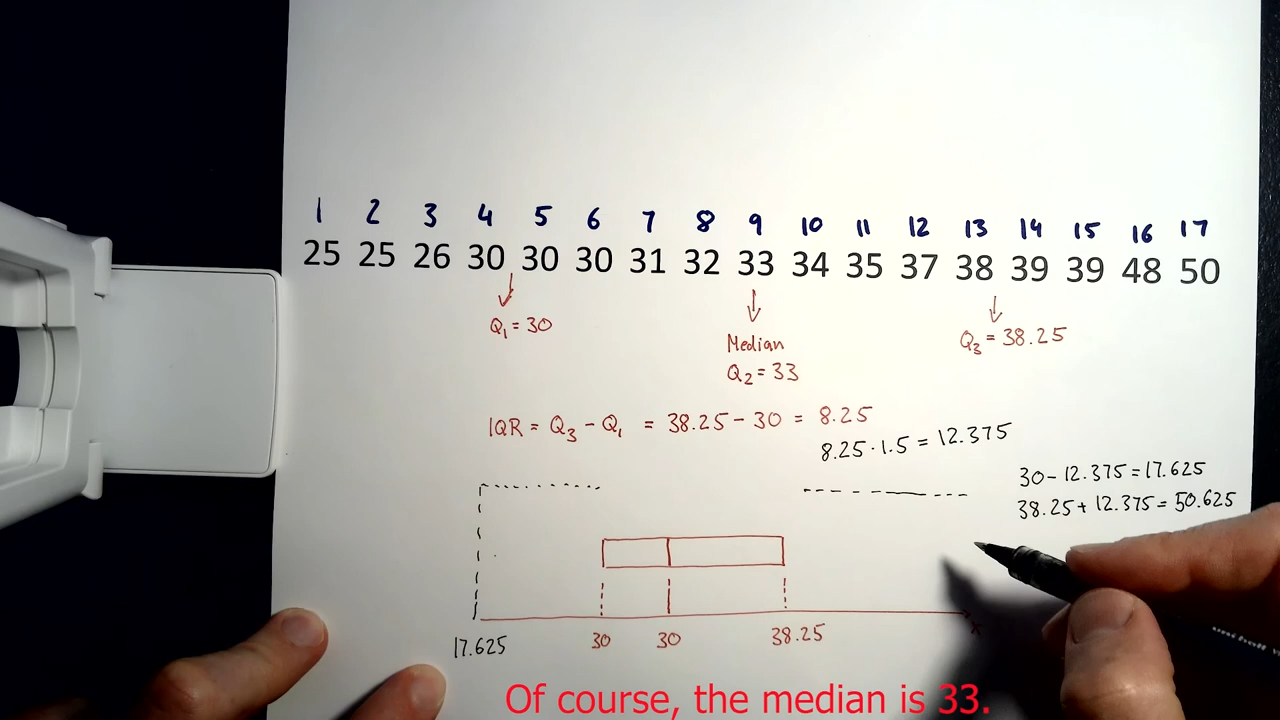 1 2 3 4 5 6 7 8 9 10 11 12 13 14 15 16 17
25 25 26 30 30 30 31 32 33 34 35 37 38 39 39 48 50
Q1 = 30
Median
Q2 = 33
Q3 = 38.25
IQR = Q3 - Q1 = 38.25 - 30 = 8.25
8.25 · 1.5 = 12.375
30 - 12.375 = 17.625
38.25 + 12.375 = 50.625
17.625 30 30 38.25 x
Of course, the median is 33.